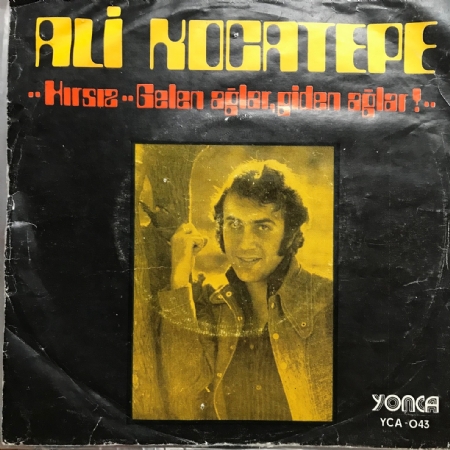 ALİ KOCATEPE
"Hırsız" "Gelen ağlar, giden ağlar!"
YONCA
YCA-043